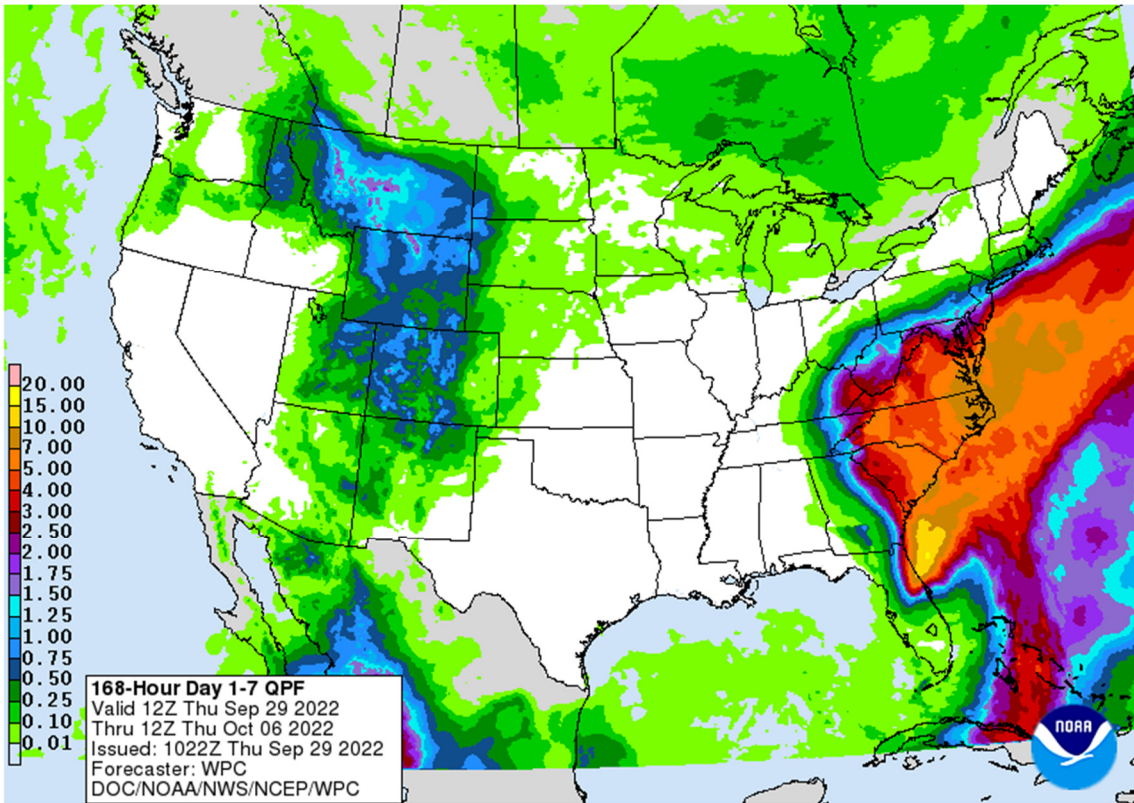 20.00
15.00
10.00
7.00
5.00
4.00
3.00
2.50
2.00
1.75
1.50
1.25
1.00
0.75
0.50
0.25
0.10
0.01
168-Hour Day 1-7 QPF
Valid 12Z Thu Sep 29 2022
Thru 12Z Thu Oct 06 2022
Issued: 1022Z Thu Sep 29 2022
Forecaster: WPC
DOC/NOAA/NWS/NCEP/WPC
NOAA